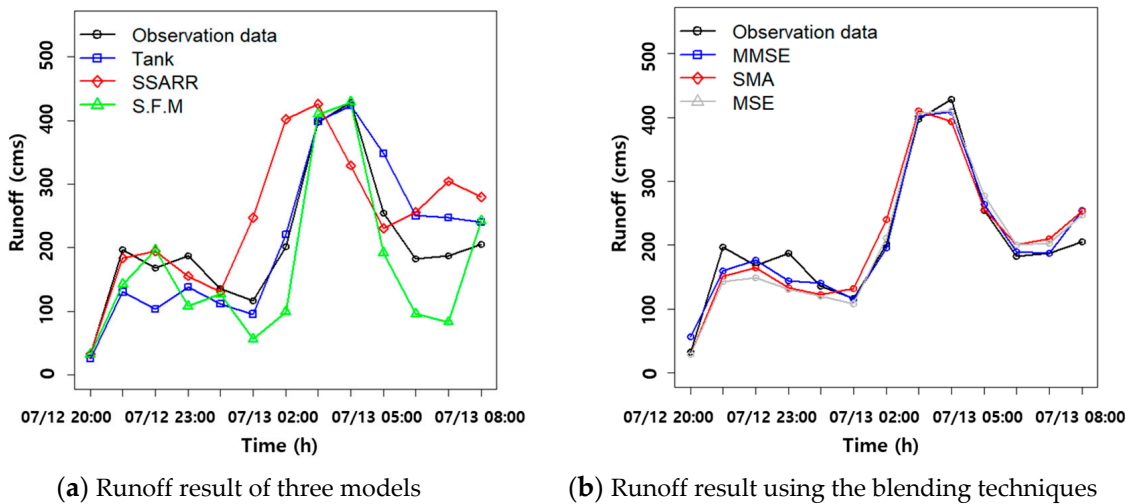 Observation data
Tank
SSARR
S.F.M
Runoff (cms)
500
400
300
200
100
0
07/12 20:00 07/12 23:00 07/13 02:00 07/13 05:00 07/13 08:00
Time (h)
(a) Runoff result of three models
Observation data
MMSE
SMA
MSE
Runoff (cms)
500
400
300
200
100
0
07/12 20:00 07/12 23:00 07/13 02:00 07/13 05:00 07/13 08:00
Time (h)
(b) Runoff result using the blending techniques